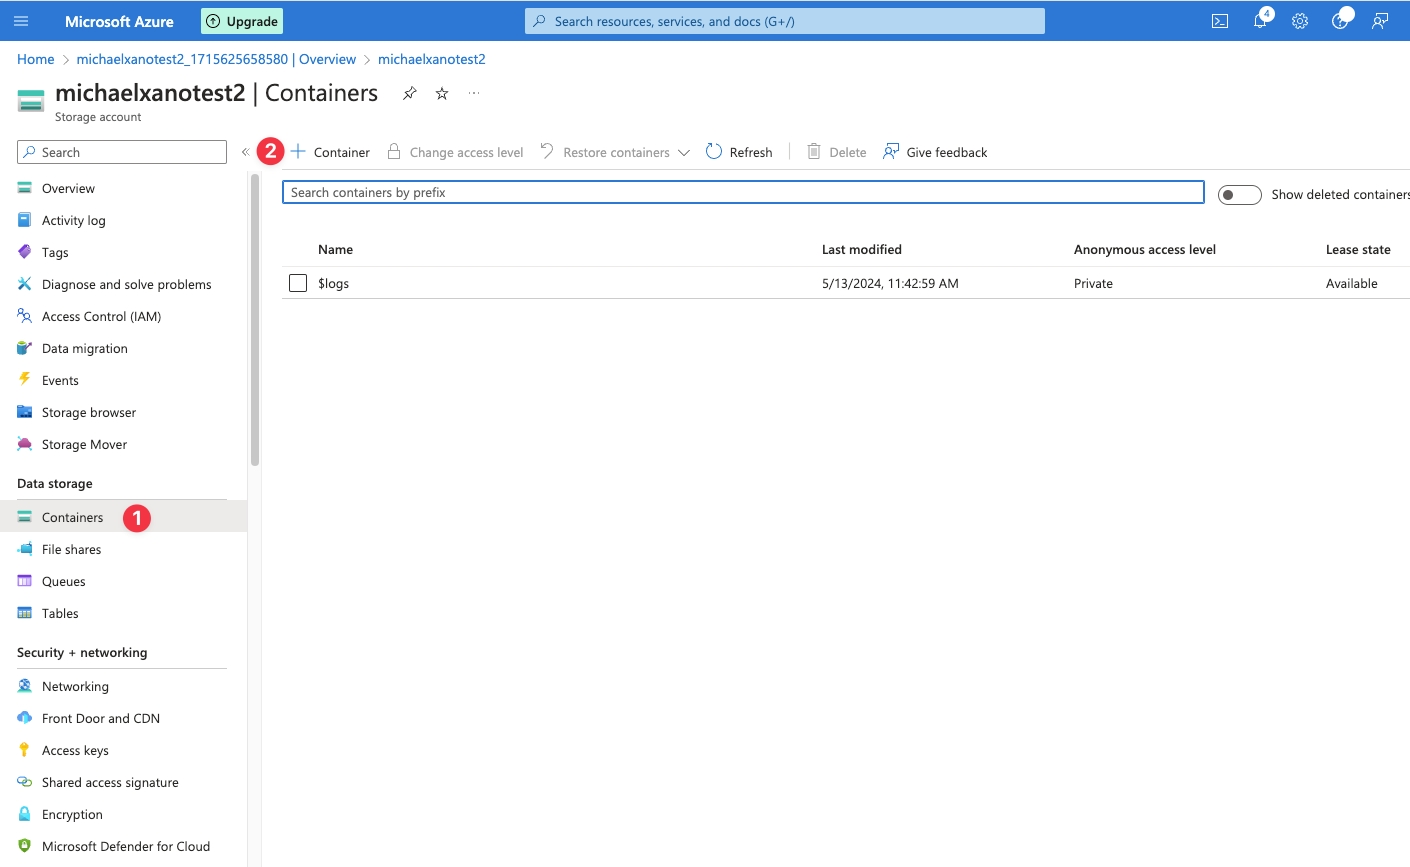 Microsoft Azure
Upgrade
Search resources, services, and docs (G+/)
4
Home > michaelxanotest2_1715625658580 | Overview > michaelxanotest2
michaelxanotest2 | Containers
Storage account
Search
«
2
+ Container
Change access level
Restore containers
Refresh
Delete
Give feedback
Search containers by prefix
Show deleted containers
Name Last modified Anonymous access level Lease state
$logs 5/13/2024, 11:42:59 AM Private Available
Overview
Activity log
Tags
Diagnose and solve problems
Access Control (IAM)
Data migration
Events
Storage browser
Storage Mover
Data storage
Containers 1
File shares
Queues
Tables
Security + networking
Networking
Front Door and CDN
Access keys
Shared access signature
Encryption
Microsoft Defender for Cloud